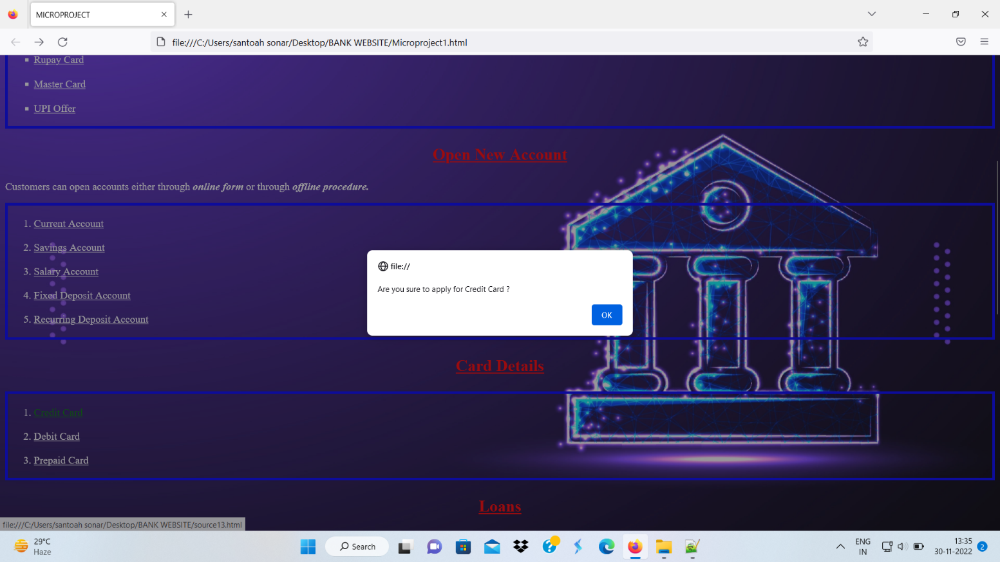 MICROPROJECT
file:///C:/Users/santoah sonar/Desktop/BANK WEBSITE/Microproject1.html
Rupay Card
Master Card
UPI Offer
Open New Account
Customers can open accounts either through online form or through offline procedure.
1. Current Account
2. Savings Account
3. Salary Account
4. Fixed Deposit Account
5. Recurring Deposit Account
file://
Are you sure to apply for Credit Card ?
OK
Card Details
1. Credit Card
2. Debit Card
3. Prepaid Card
Loans
file:///C:/Users/santoah sonar/Desktop/BANK WEBSITE/source13.html
29°C
Haze
Search
ENG
IN
13:35
30-11-2022
2